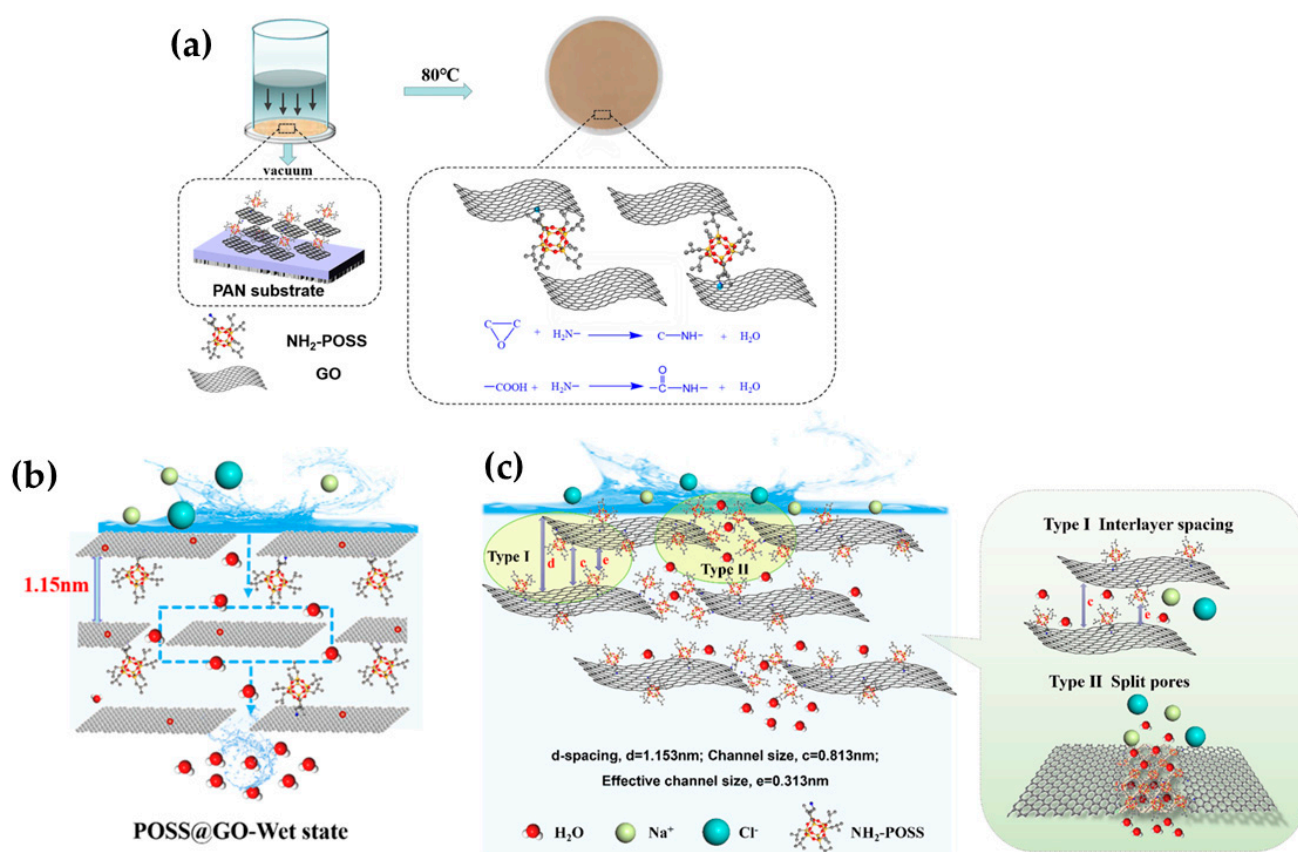 (a)
80°C
vacuum
PAN substrate
NH₂-POSS
GO
C C O + H₂N— C—NH— + H₂O
—COOH + H₂N— O —C—NH— + H₂O
(b)
1.15nm
POSS@GO-Wet state
(c)
Type I
d
c
e
Type II
d-spacing, d=1.153nm; Channel size, c=0.813nm;
Effective channel size, e=0.313nm
H₂O Na⁺ Cl⁻ NH₂-POSS
Type I Interlayer spacing
c
e
Type II Split pores